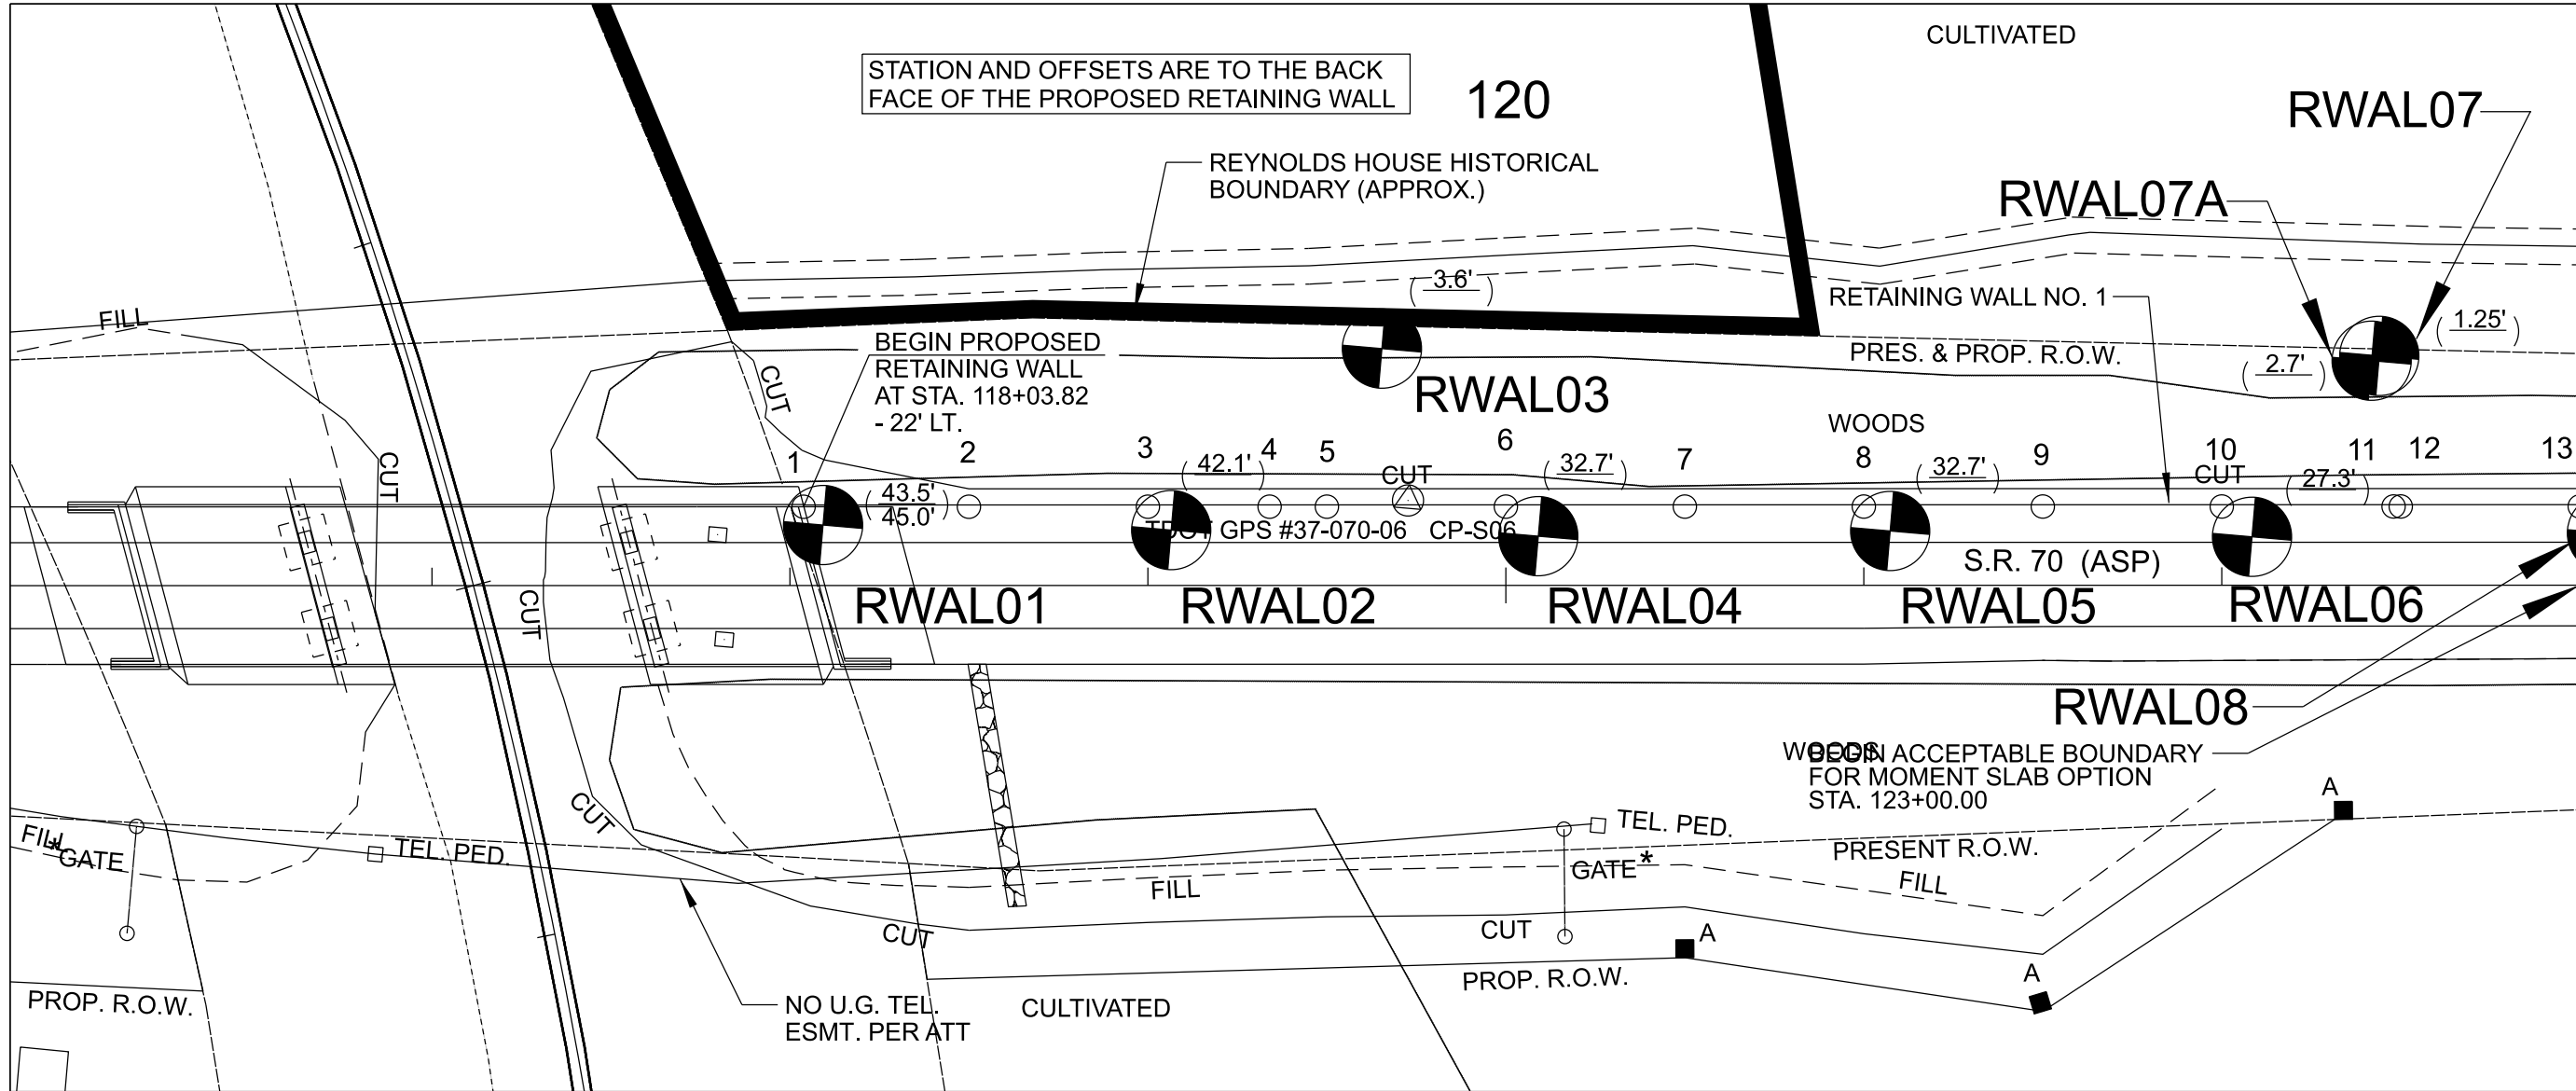 CULTIVATED
STATION AND OFFSETS ARE TO THE BACK
FACE OF THE PROPOSED RETAINING WALL
120
RWAL07
REYNOLDS HOUSE HISTORICAL
BOUNDARY (APPROX.)
RWAL07A
( 3.6' )
RETAINING WALL NO. 1
FILL
( 1.25' )
BEGIN PROPOSED
RETAINING WALL
AT STA. 118+03.82
- 22' LT.
PRES. & PROP. R.O.W.
( 2.7' )
CUT
RWAL03
WOODS
1
2
3
( 42.1' )
4
5
6
( 32.7' )
7
8
( 32.7' )
9
10
11
12
13
CUT
CUT
CUT
( 27.3' )
( 43.5'
45.0' )
TDOT GPS #37-070-06 CP-S06
S.R. 70 (ASP)
CUT
RWAL01
RWAL02
RWAL04
RWAL05
RWAL06
RWAL08
WOODS
BEGIN ACCEPTABLE BOUNDARY
FOR MOMENT SLAB OPTION
STA. 123+00.00
A
CUT
TEL. PED.
FILL
*GATE
TEL. PED.
PRESENT R.O.W.
GATE*
FILL
FILL
CUT
CUT
A
A
PROP. R.O.W.
PROP. R.O.W.
NO U.G. TEL.
ESMT. PER ATT
CULTIVATED